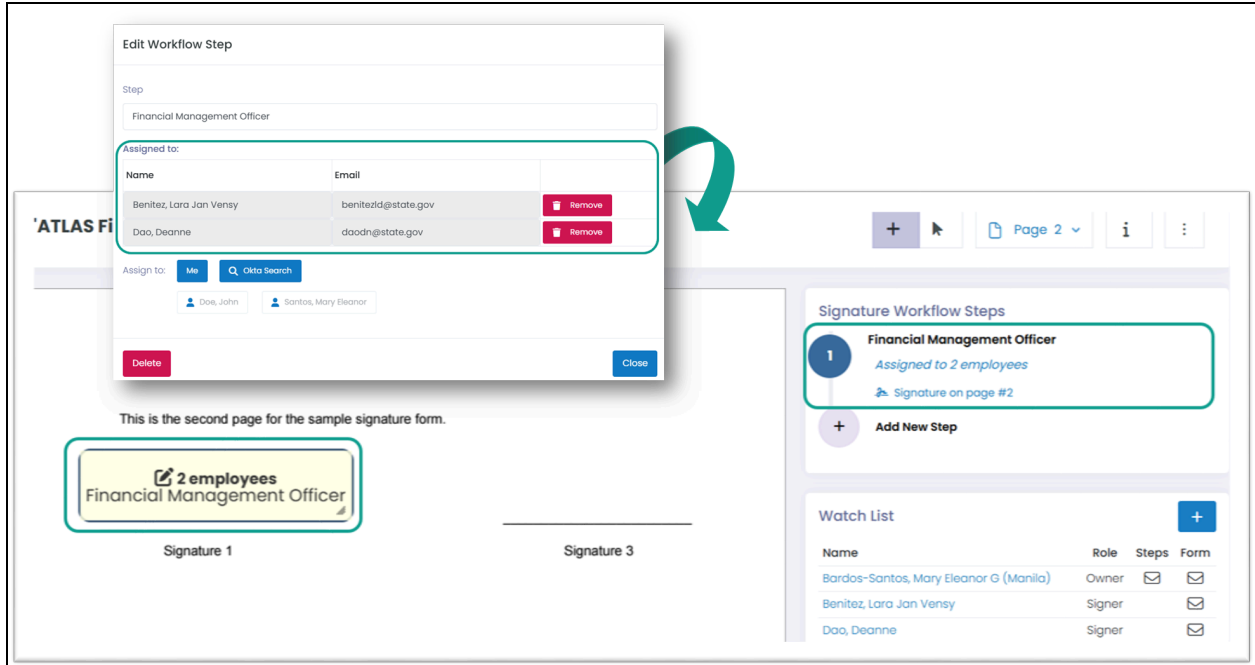 Edit Workflow Step
Step
Financial Management Officer
Assigned to:
Name Email
Benitez, Lara Jan Vensy benitezld@state.gov Remove
Dao, Deanne daodn@state.gov Remove
Assign to: Me Okta Search
Doe, John Santos, Mary Eleanor
Delete Close
'ATLAS Fi
+ Page 2 i
This is the second page for the sample signature form.
2 employees
Financial Management Officer
Signature 1 Signature 3
Signature Workflow Steps
1 Financial Management Officer
Assigned to 2 employees
Signature on page #2
+ Add New Step
Watch List +
Name Role Steps Form
Bardos-Santos, Mary Eleanor G (Manila) Owner
Benitez, Lara Jan Vensy Signer
Dao, Deanne Signer